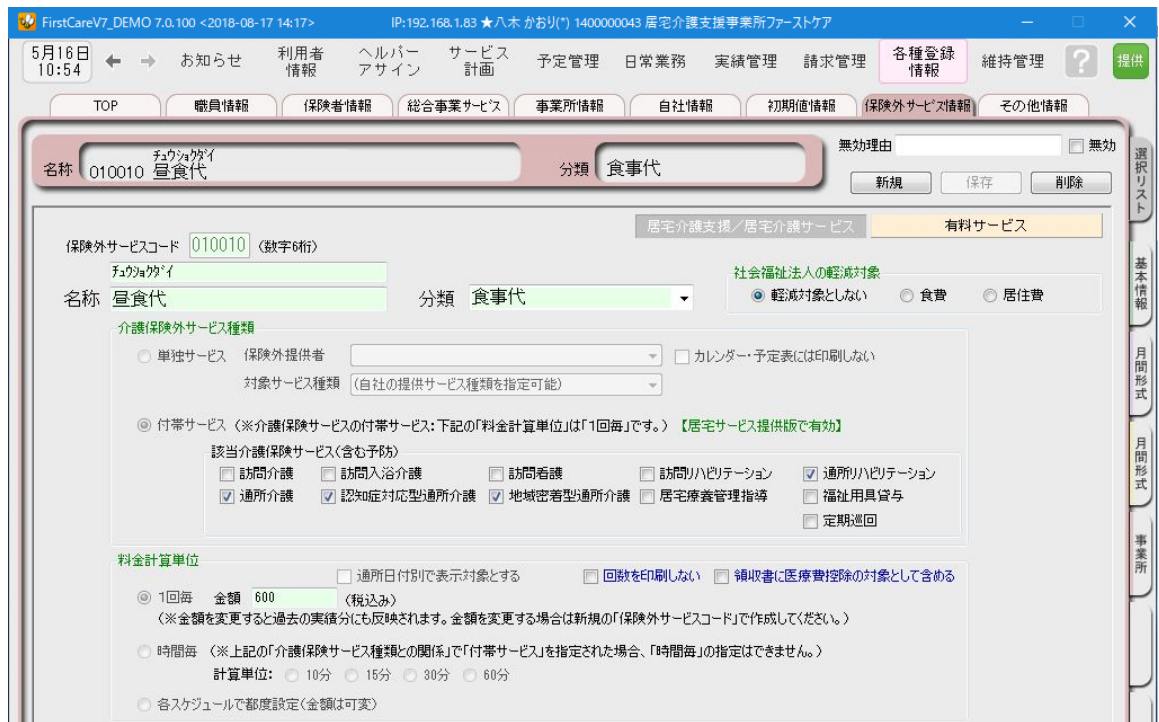 FirstCareV7_DEMO 7.0.100 <2018-08-17 14:17> IP:192.168.1.83 ★八木 かおり(*) 1400000043 居宅介護支援事業所ファーストケア
5月16日
10:54
お知らせ
利用者
情報
ヘルパー
アサイン
サービス
計画
予定管理
日常業務
実績管理
請求管理
各種登録
情報
維持管理
?
提供
TOP 職員情報 保険者情報 総合事業サービス 事業所情報 自社情報 初期値情報 保険外サービス情報 その他情報
名称 010010
チュウショクダイ
昼食代
分類 食事代
無効理由 無効
新規 保存 削除
選択リスト
基本情報
月間形式
月間形式
事業所
居宅介護支援/居宅介護サービス 有料サービス
保険外サービスコード 010010 (数字6桁)
チュウショクダイ
名称 昼食代 分類 食事代
社会福祉法人の軽減対象
軽減対象としない 食費 居住費
介護保険外サービス種類
単独サービス 保険外提供者 カレンダー・予定表には印刷しない
対象サービス種類 (自社の提供サービス種類を指定可能)
付帯サービス (※介護保険サービスの付帯サービス:下記の「料金計算単位」は「1回毎」です。) 【居宅サービス提供版で有効】
該当介護保険サービス(含む予防)
訪問介護 訪問入浴介護 訪問看護 訪問リハビリテーション 通所リハビリテーション
通所介護 認知症対応型通所介護 地域密着型通所介護 居宅療養管理指導 福祉用具貸与
定期巡回
料金計算単位
通所日付別で表示対象とする 回数を印刷しない 領収書に医療費控除の対象として含める
1回毎 金額 600 (税込み)
(※金額を変更すると過去の実績分にも反映されます。金額を変更する場合は新規の「保険外サービスコード」で作成してください。)
時間毎 (※上記の「介護保険サービス種類との関係」で「付帯サービス」を指定された場合、「時間毎」の指定はできません。)
計算単位: 10分 15分 30分 60分
各スケジュールで都度設定(金額は可変)